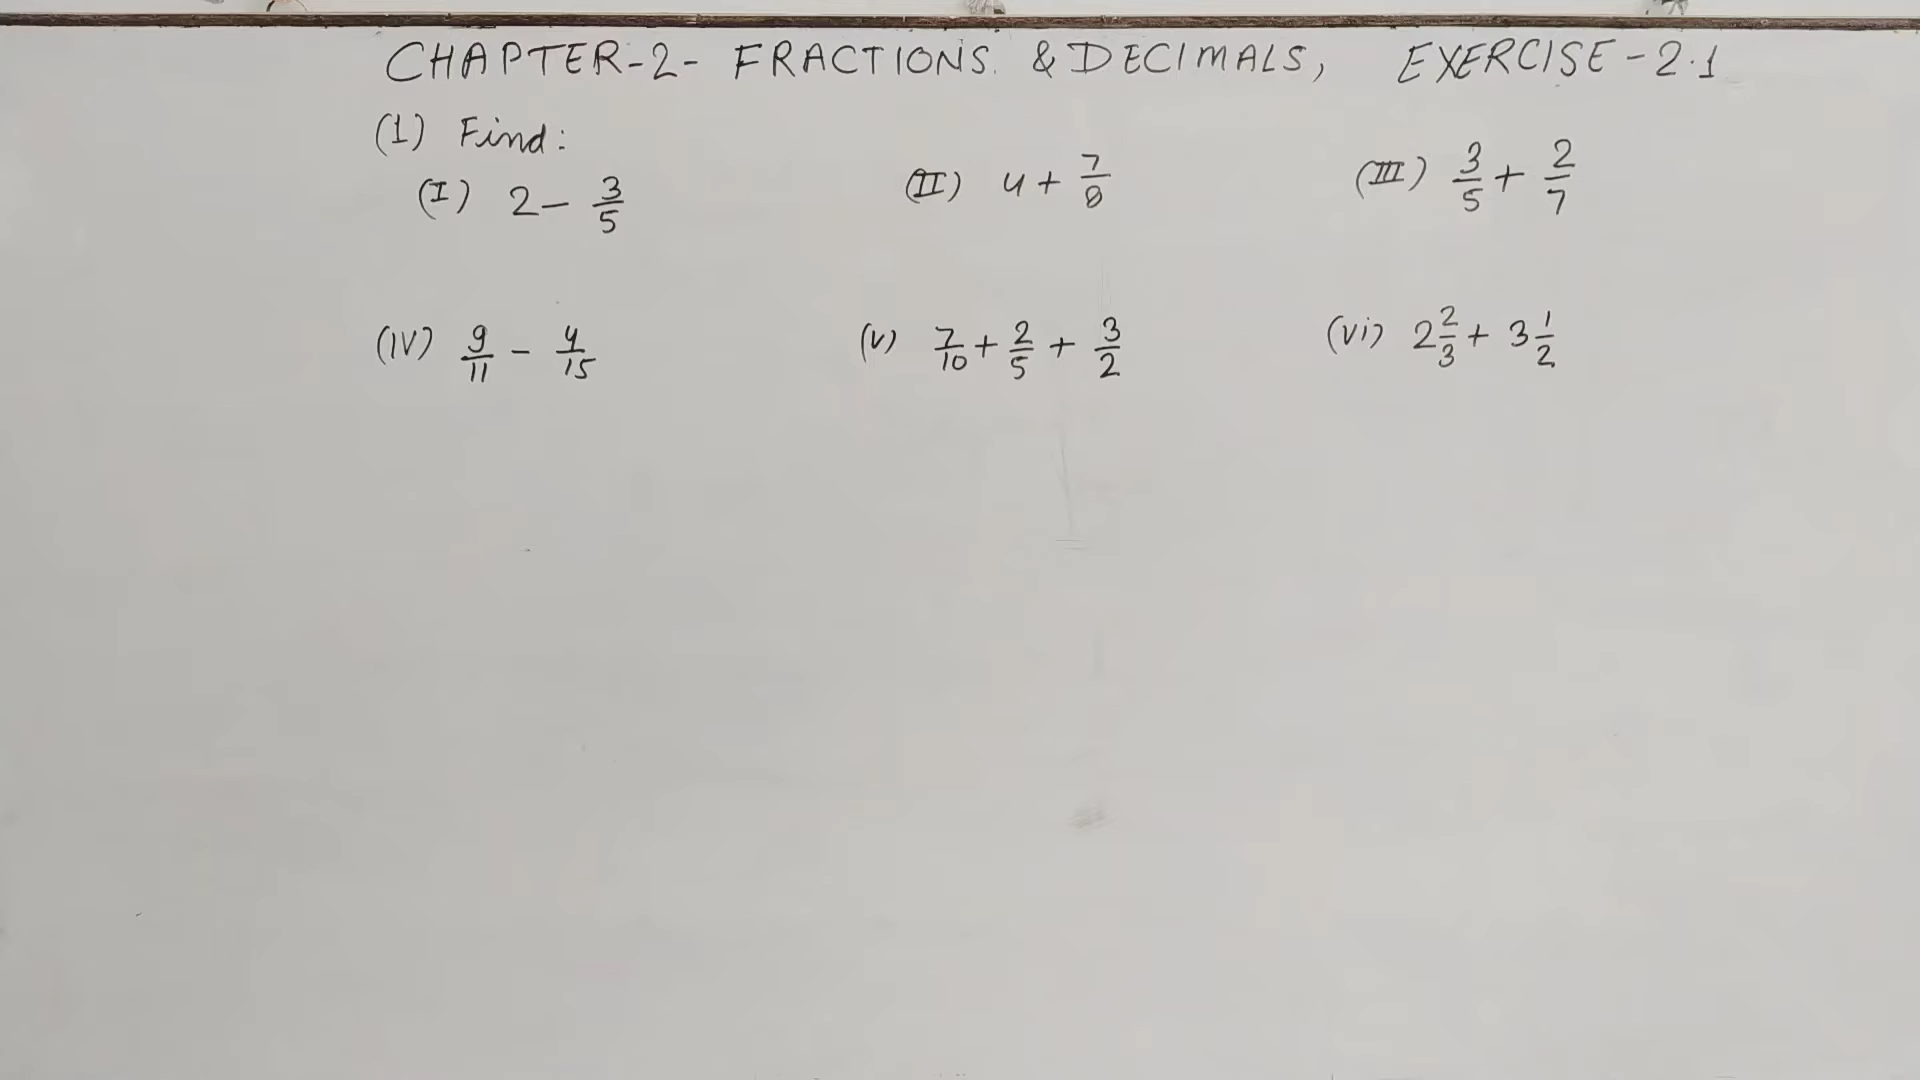 CHAPTER-2- FRACTIONS. & DECIMALS, EXERCISE-2.1
(1) Find:
(I) 2 - 3/5 (II) 4 + 7/8 (III) 3/5 + 2/7
(IV) 9/11 - 4/15 (V) 7/10 + 2/5 + 3/2 (vi) 2 2/3 + 3 1/2